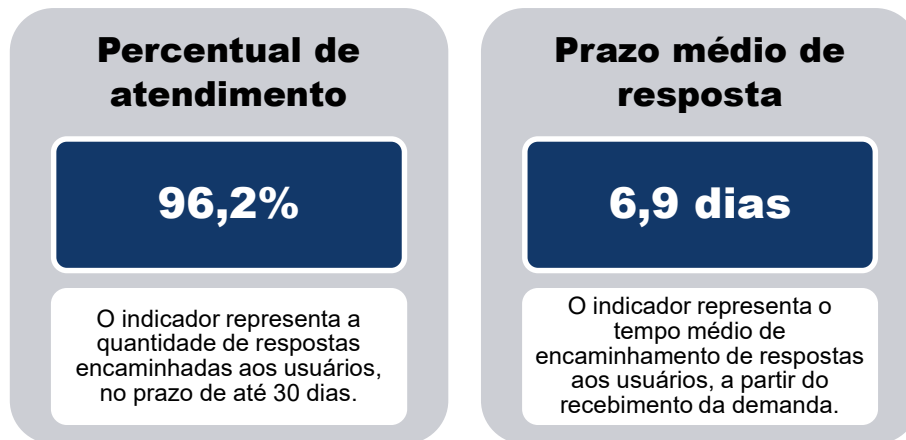 Percentual de
atendimento
96,2%
O indicador representa a
quantidade de respostas
encaminhadas aos usuários,
no prazo de até 30 dias.
Prazo médio de
resposta
6,9 dias
O indicador representa o
tempo médio de
encaminhamento de respostas
aos usuários, a partir do
recebimento da demanda.